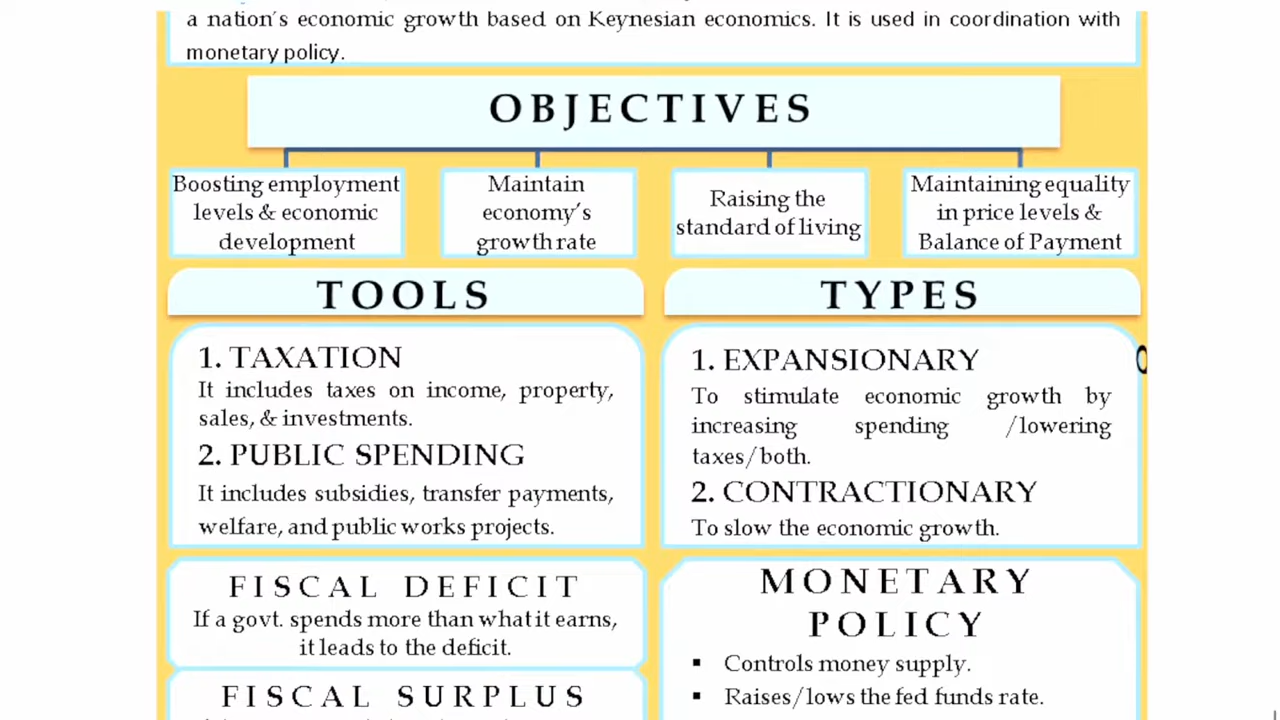 a nation's economic growth based on Keynesian economics. It is used in coordination with
monetary policy.
OBJECTIVES
Boosting employment
levels & economic
development
Maintain
economy's
growth rate
Raising the
standard of living
Maintaining equality
in price levels &
Balance of Payment
TOOLS
1. TAXATION
It includes taxes on income, property,
sales, & investments.
2. PUBLIC SPENDING
It includes subsidies, transfer payments,
welfare, and public works projects.
TYPES
1. EXPANSIONARY
To stimulate economic growth by
increasing spending /lowering
taxes/both.
2. CONTRACTIONARY
To slow the economic growth.
FISCAL DEFICIT
If a govt. spends more than what it earns,
it leads to the deficit.
FISCAL SURPLUS
MONETARY
POLICY
▪ Controls money supply.
▪ Raises/lows the fed funds rate.